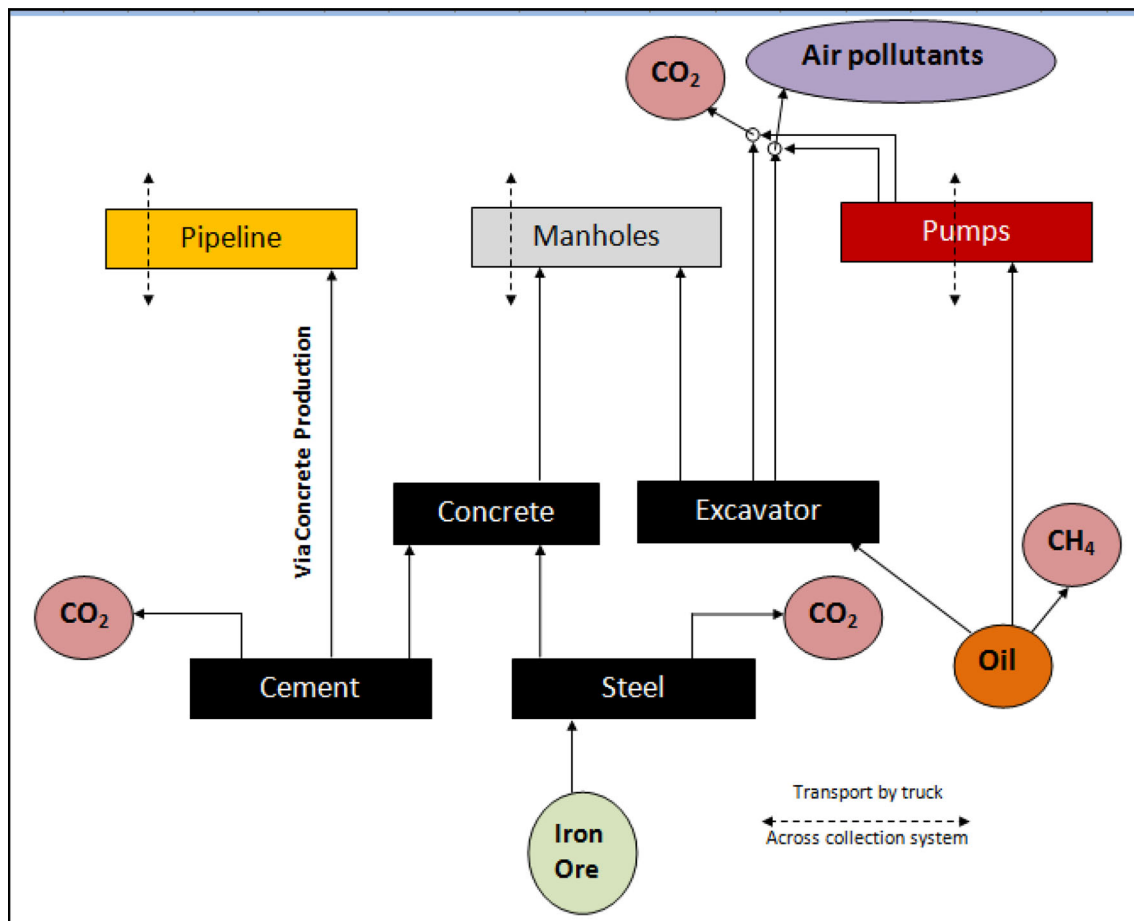 Air pollutants
CO₂
Pipeline
Manholes
Pumps
Via Concrete Production
Concrete
Excavator
CH₄
CO₂
CO₂
Oil
Cement
Steel
Transport by truck
Across collection system
Iron
Ore